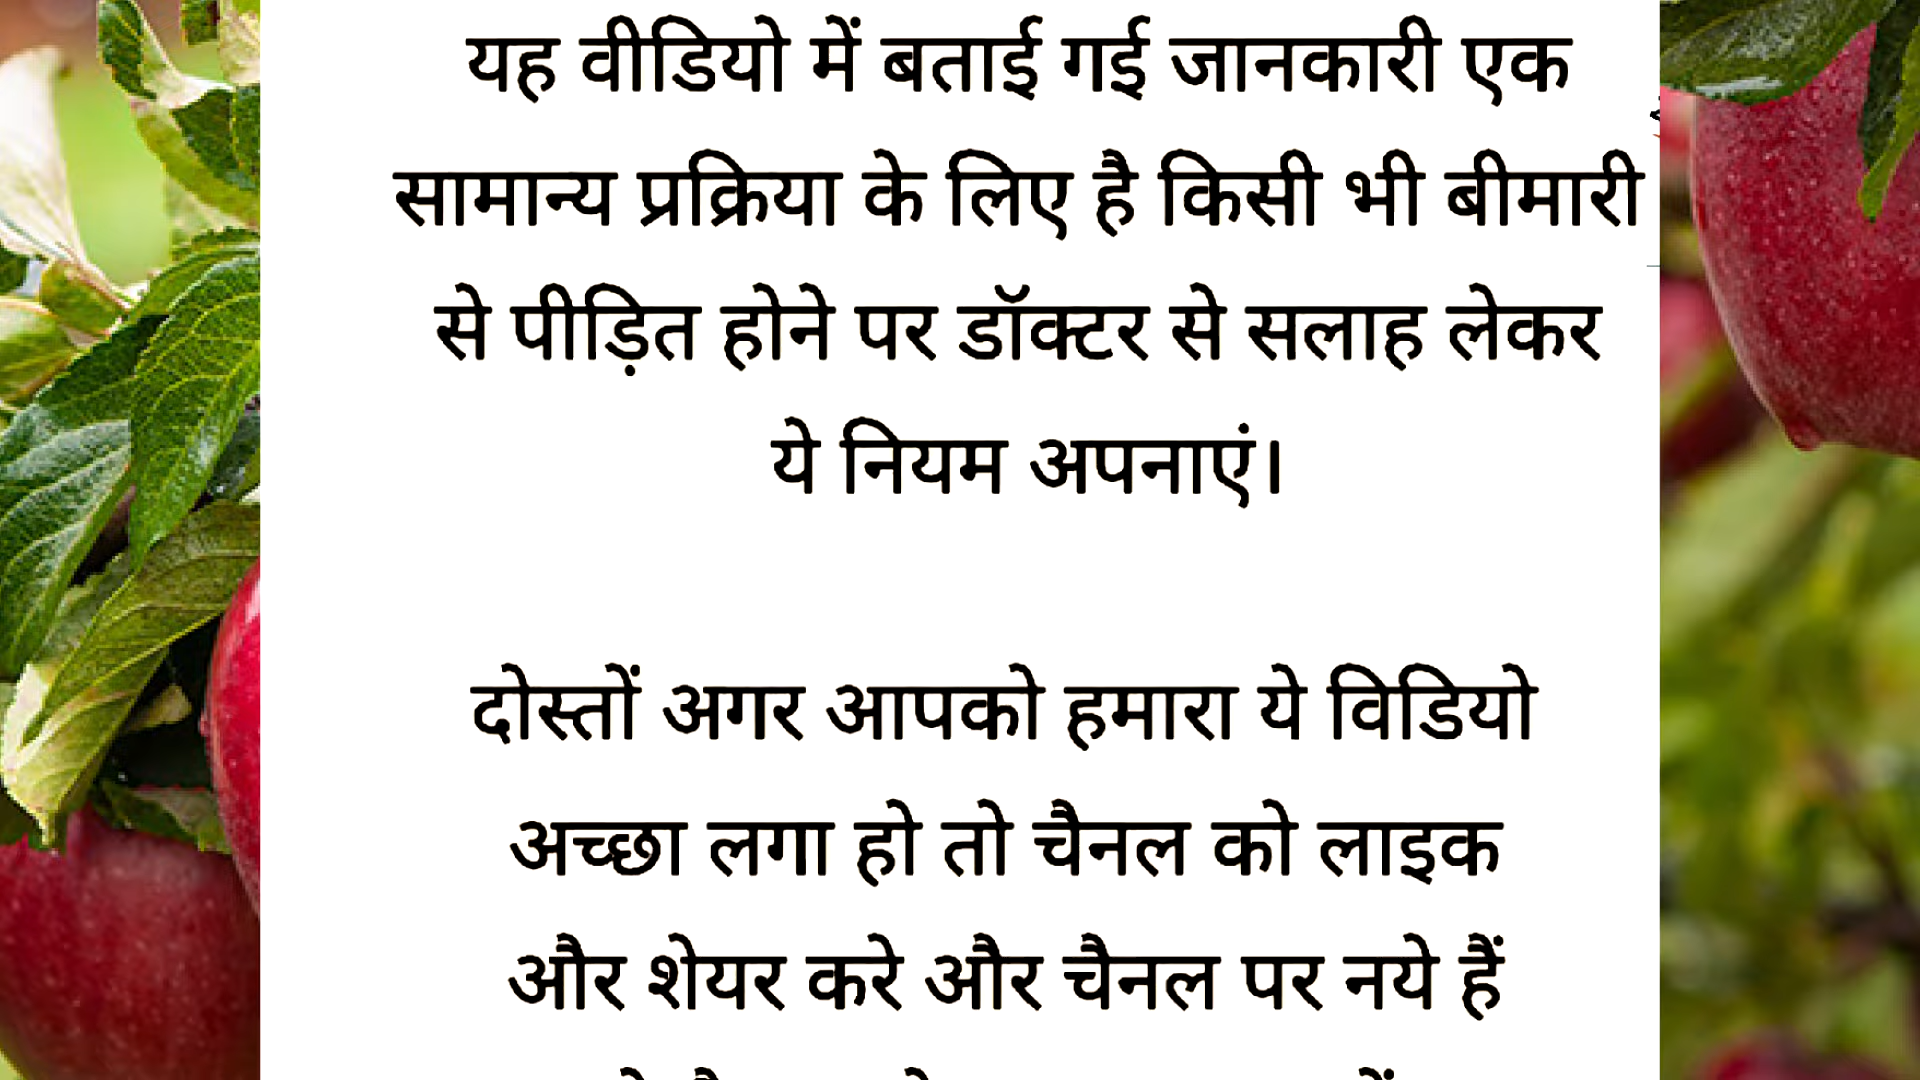 यह वीडियो में बताई गई जानकारी एक
सामान्य प्रक्रिया के लिए है किसी भी बीमारी
से पीड़ित होने पर डॉक्टर से सलाह लेकर
ये नियम अपनाएं।
दोस्तों अगर आपको हमारा ये विडियो
अच्छा लगा हो तो चैनल को लाइक
और शेयर करे और चैनल पर नये हैं